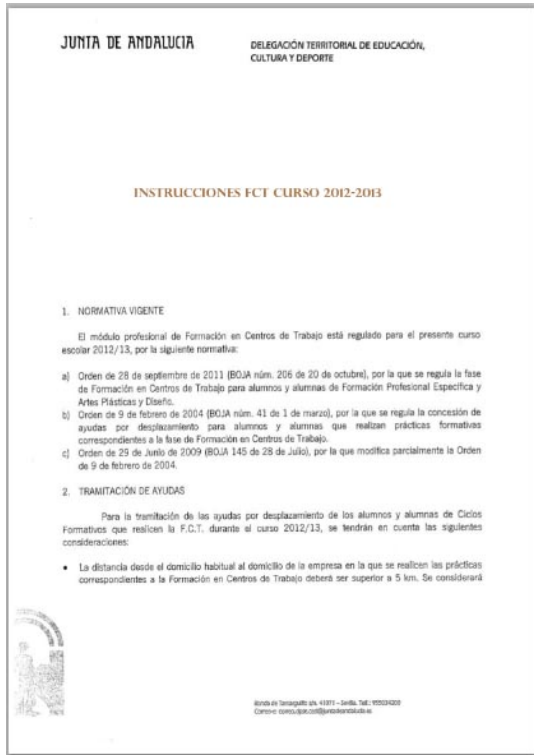 JUNTA DE ANDALUCIA
DELEGACIÓN TERRITORIAL DE EDUCACIÓN,
CULTURA Y DEPORTE
INSTRUCCIONES FCT CURSO 2012-2013
1. NORMATIVA VIGENTE
El módulo profesional de Formación en Centros de Trabajo está regulado para el presente curso
escolar 2012/13, por la siguiente normativa:
a) Orden de 28 de septiembre de 2011 (BOJA núm. 206 de 20 de octubre), por la que se regula la fase
de Formación en Centros de Trabajo para alumnos y alumnas de Formación Profesional Específica y
Artes Plásticas y Diseño.
b) Orden de 9 de febrero de 2004 (BOJA núm. 41 de 1 de marzo), por la que se regula la concesión de
ayudas por desplazamiento para alumnos y alumnas que realizan prácticas formativas
correspondientes a la fase de Formación en Centros de Trabajo.
c) Orden de 29 de Junio de 2009 (BOJA 145 de 28 de Julio), por la que modifica parcialmente la Orden
de 9 de febrero de 2004.
2. TRAMITACIÓN DE AYUDAS
Para la tramitación de las ayudas por desplazamiento de los alumnos y alumnas de Ciclos
Formativos que realicen la F.C.T. durante el curso 2012/13, se tendrán en cuenta las siguientes
consideraciones:
• La distancia desde el domicilio habitual al domicilio de la empresa en la que se realicen las prácticas
correspondientes a la Formación en Centros de Trabajo deberá ser superior a 5 km. Se considerará
Ronda de s/n. – Sevilla. Telf.:
Correo-e: